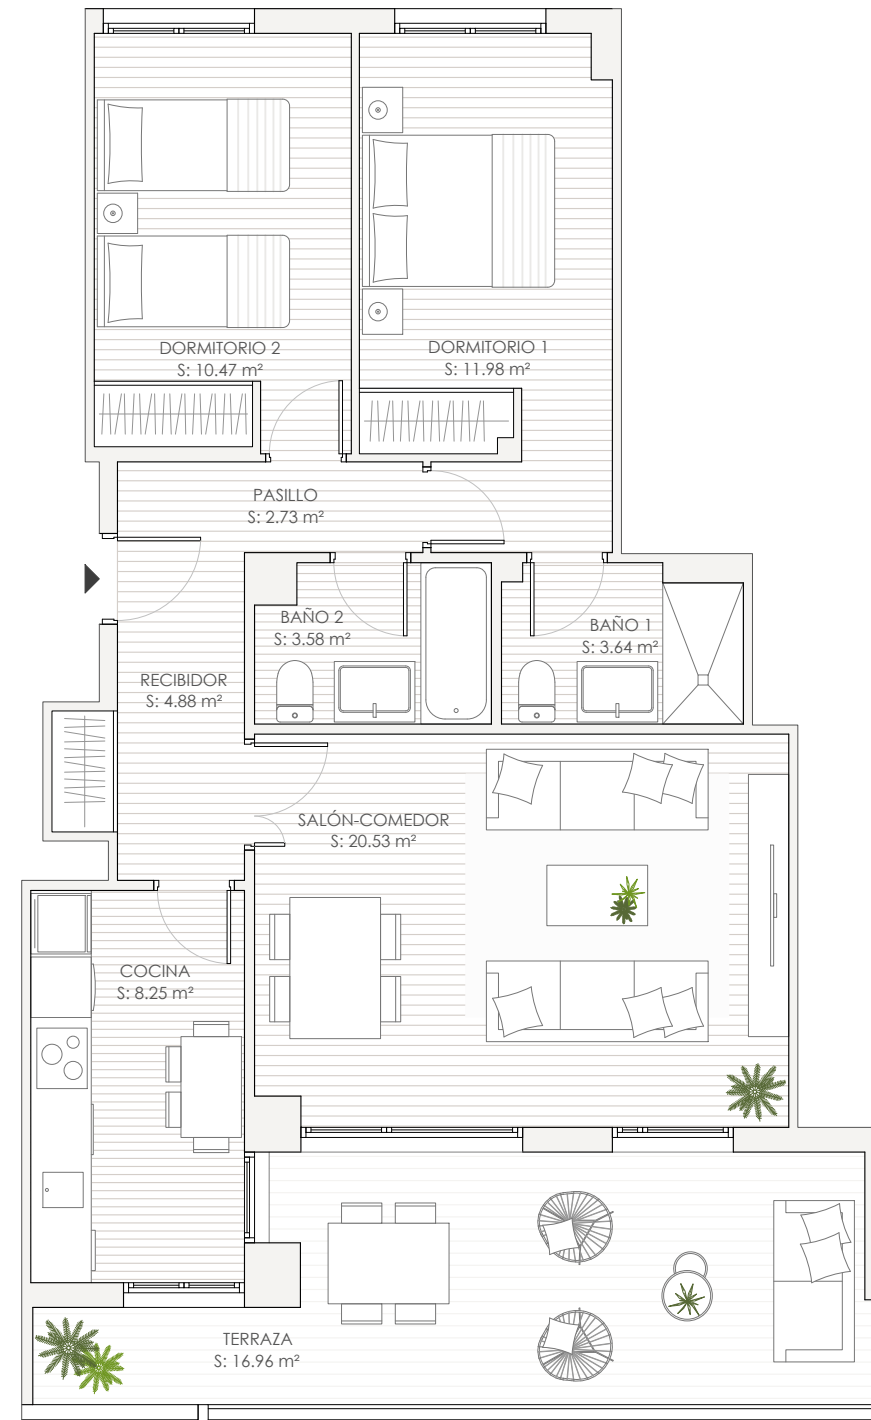 DORMITORIO 2
S: 10.47 m²
DORMITORIO 1
S: 11.98 m²
PASILLO
S: 2.73 m²
BAÑO 2
S: 3.58 m²
BAÑO 1
S: 3.64 m²
RECIBIDOR
S: 4.88 m²
SALÓN-COMEDOR
S: 20.53 m²
COCINA
S: 8.25 m²
TERRAZA
S: 16.96 m²